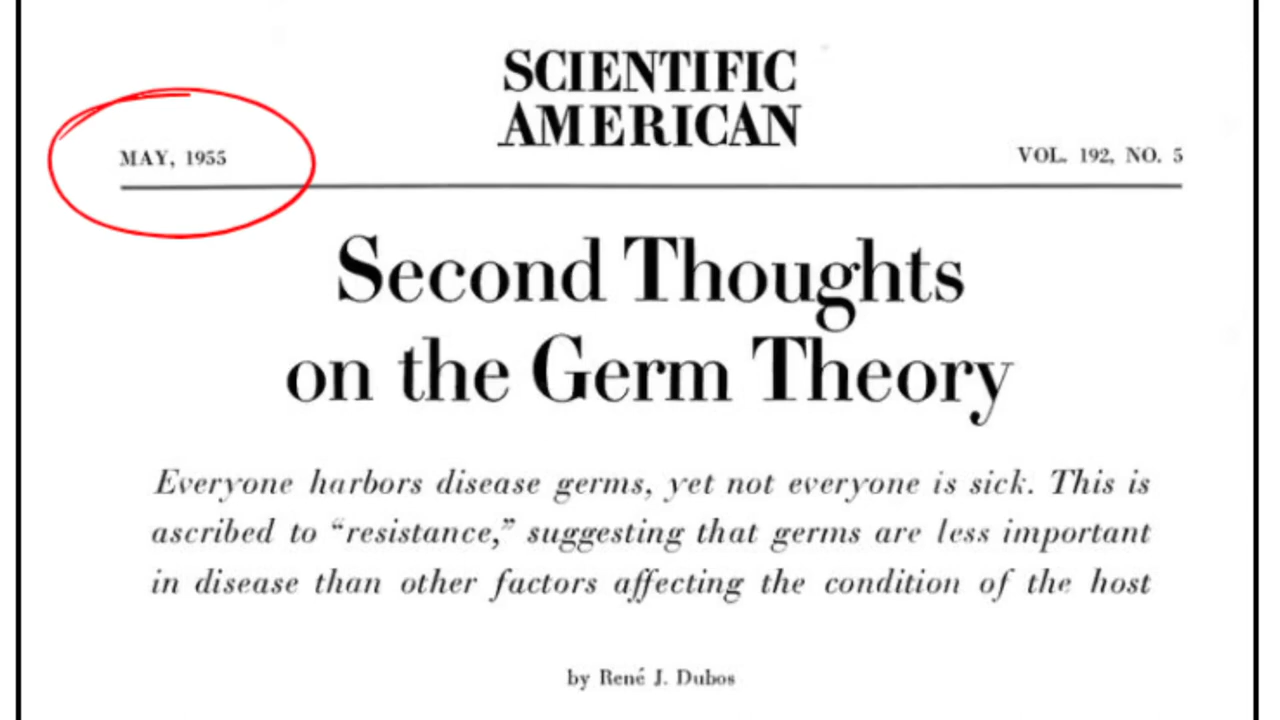 SCIENTIFIC
AMERICAN
MAY, 1955
VOL. 192, NO. 5
Second Thoughts
on the Germ Theory
Everyone harbors disease germs, yet not everyone is sick. This is
ascribed to “resistance,” suggesting that germs are less important
in disease than other factors affecting the condition of the host
by René J. Dubos